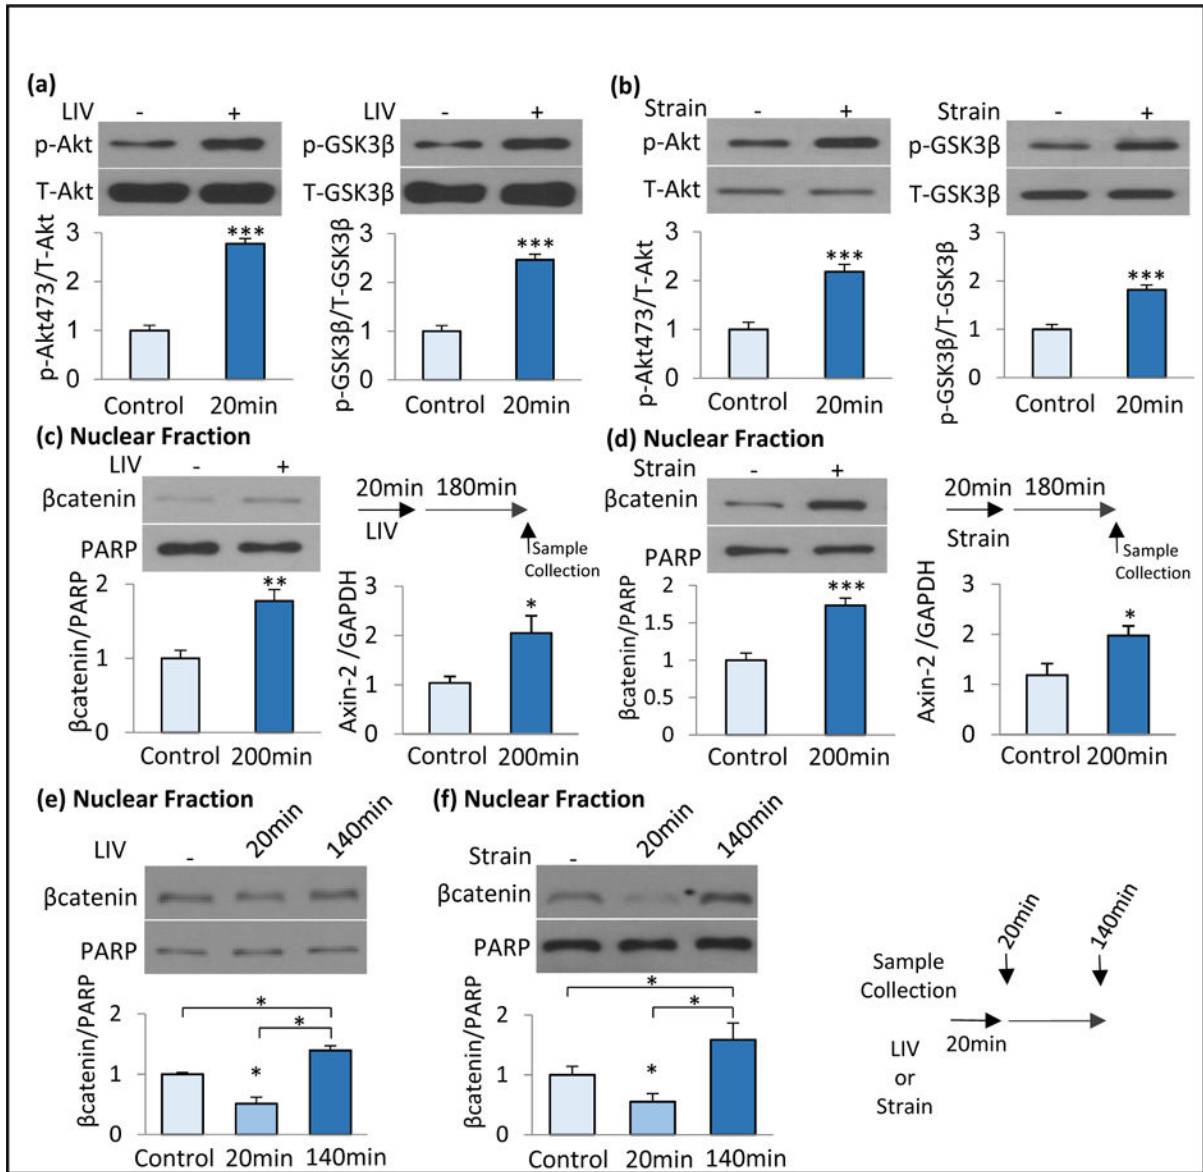 (a)
LIV - +
p-Akt
T-Akt
p-Akt473/T-Akt
3
2
1
0
***
Control 20min
LIV - +
p-GSK3β
T-GSK3β
p-GSK3β/T-GSK3β
3
2
1
0
***
Control 20min
(b)
Strain - +
p-Akt
T-Akt
p-Akt473/T-Akt
3
2
1
0
***
Control 20min
Strain - +
p-GSK3β
T-GSK3β
p-GSK3β/T-GSK3β
3
2
1
0
***
Control 20min
(c) Nuclear Fraction
LIV - +
βcatenin
PARP
βcatenin/PARP
2
1
0
**
Control 200min
20min 180min
LIV
Sample
Collection
Axin-2 /GAPDH
3
2
1
0
*
Control 200min
(d) Nuclear Fraction
Strain - +
βcatenin
PARP
βcatenin/PARP
2
1.5
1
0.5
0
***
Control 200min
20min 180min
Strain
Sample
Collection
Axin-2 /GAPDH
3
2
1
0
*
Control 200min
(e) Nuclear Fraction
LIV - 20min 140min
βcatenin
PARP
βcatenin/PARP
2
1
0
*
*
*
Control 20min 140min
(f) Nuclear Fraction
Strain - 20min 140min
βcatenin
PARP
βcatenin/PARP
2
1
0
*
*
*
Control 20min 140min
20min 140min
Sample
Collection
20min
LIV
or
Strain